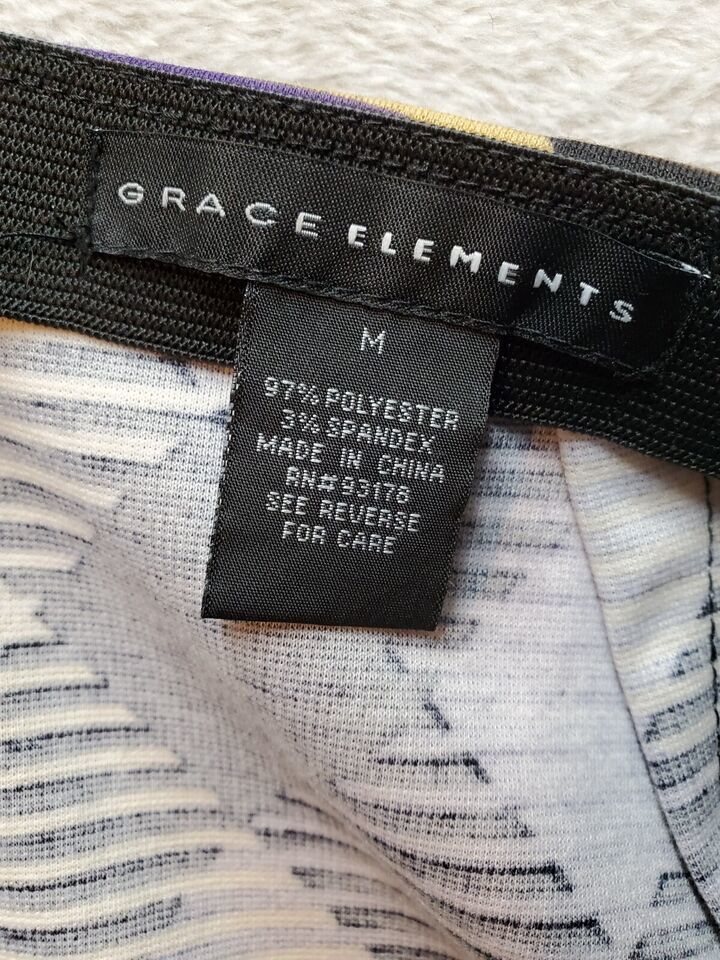 GRACE ELEMENTS
M
97% POLYESTER
3% SPANDEX
MADE IN CHINA
RN#93178
SEE REVERSE
FOR CARE